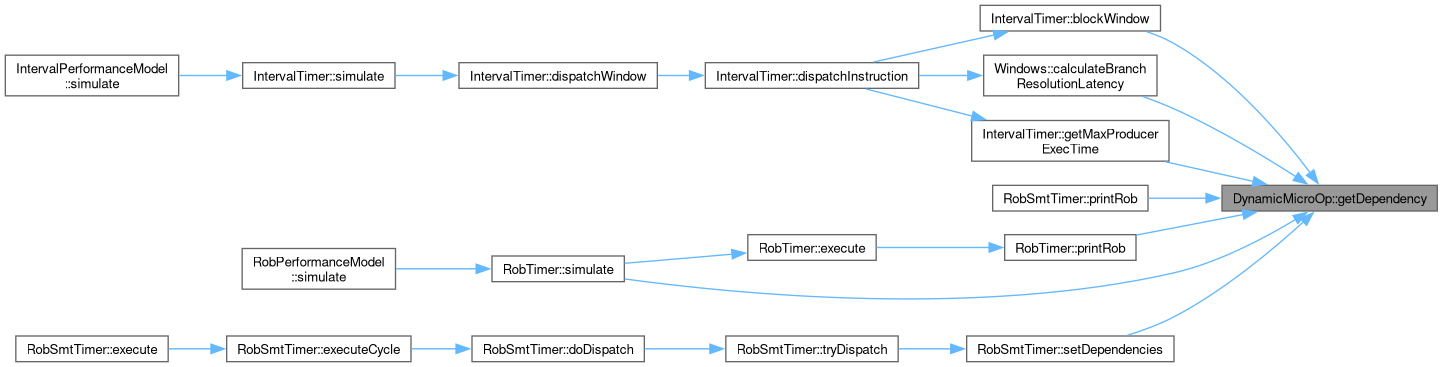 IntervalTimer::blockWindow
IntervalPerformanceModel
::simulate
IntervalTimer::simulate
IntervalTimer::dispatchWindow
IntervalTimer::dispatchInstruction
Windows::calculateBranch
ResolutionLatency
IntervalTimer::getMaxProducer
ExecTime
DynamicMicroOp::getDependency
RobSmtTimer::printRob
RobTimer::printRob
RobTimer::execute
RobTimer::simulate
RobPerformanceModel
::simulate
RobSmtTimer::execute
RobSmtTimer::executeCycle
RobSmtTimer::doDispatch
RobSmtTimer::tryDispatch
RobSmtTimer::setDependencies